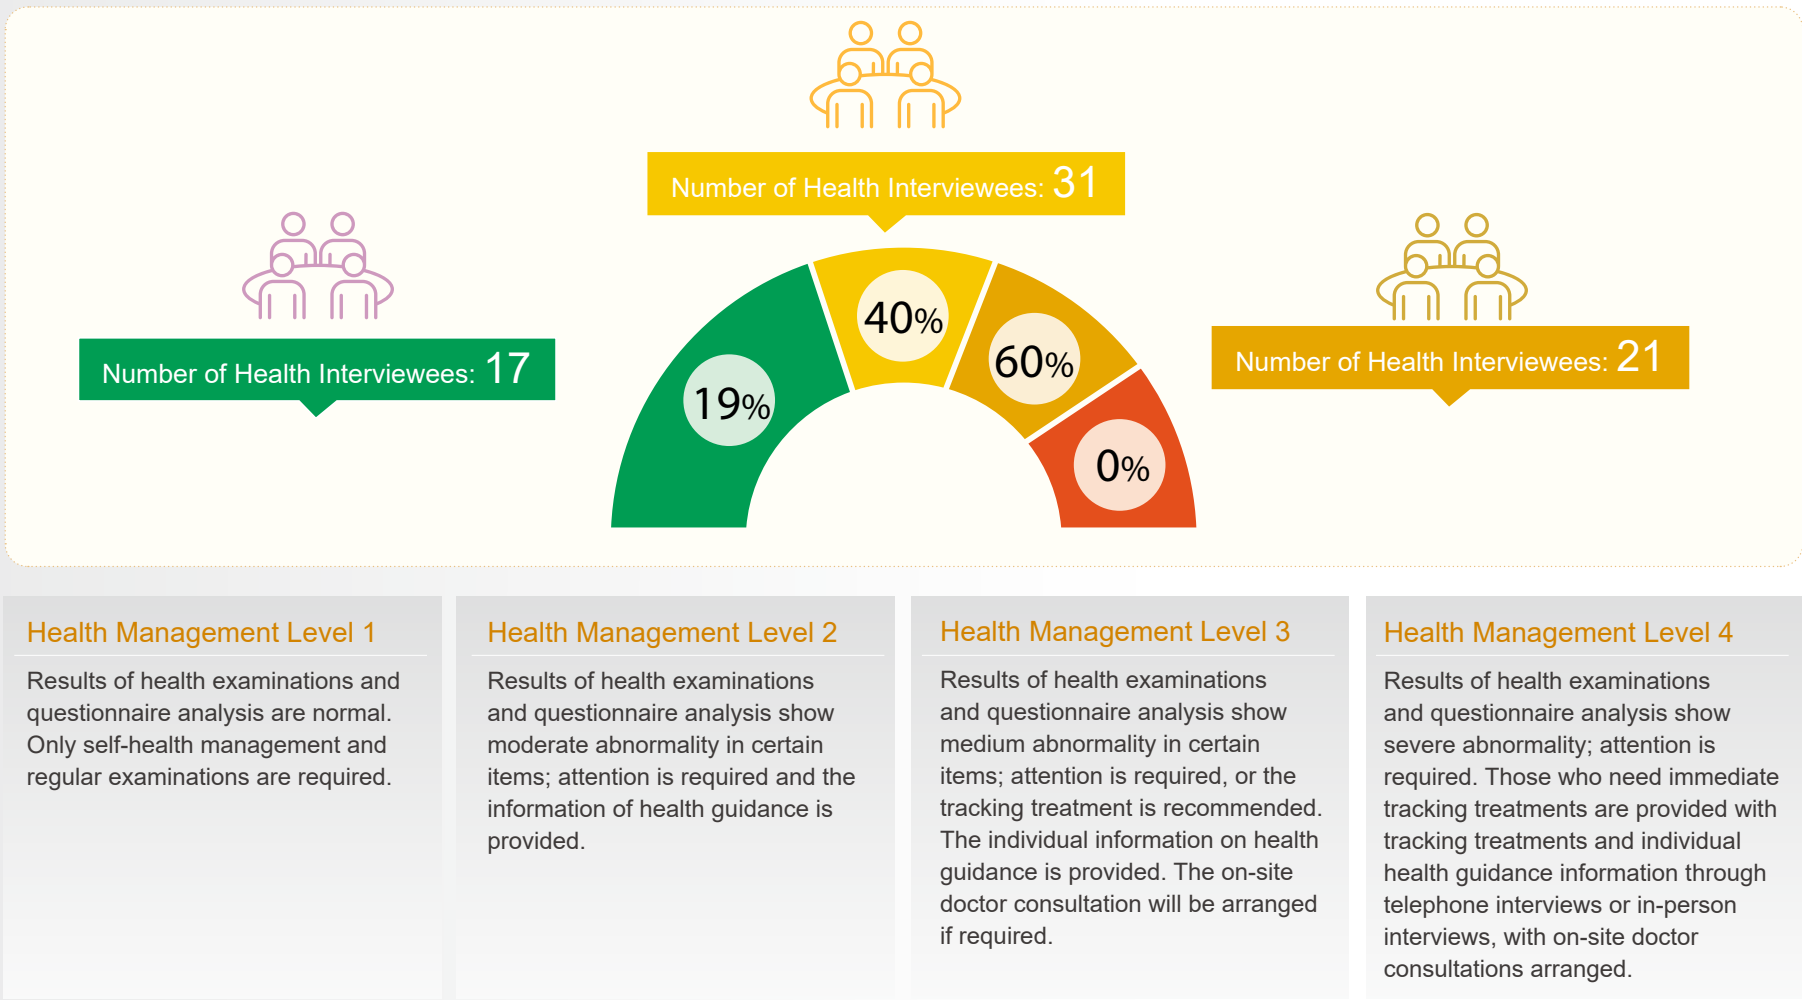 Number of Health Interviewees: 31
Number of Health Interviewees: 17
Number of Health Interviewees: 21
19%
40%
60%
0%
Health Management Level 1
Results of health examinations and
questionnaire analysis are normal.
Only self-health management and
regular examinations are required.
Health Management Level 2
Results of health examinations
and questionnaire analysis show
moderate abnormality in certain
items; attention is required and the
information of health guidance is
provided.
Health Management Level 3
Results of health examinations
and questionnaire analysis show
medium abnormality in certain
items; attention is required, or the
tracking treatment is recommended.
The individual information on health
guidance is provided. The on-site
doctor consultation will be arranged
if required.
Health Management Level 4
Results of health examinations
and questionnaire analysis show
severe abnormality; attention is
required. Those who need immediate
tracking treatments are provided with
tracking treatments and individual
health guidance information through
telephone interviews or in-person
interviews, with on-site doctor
consultations arranged.